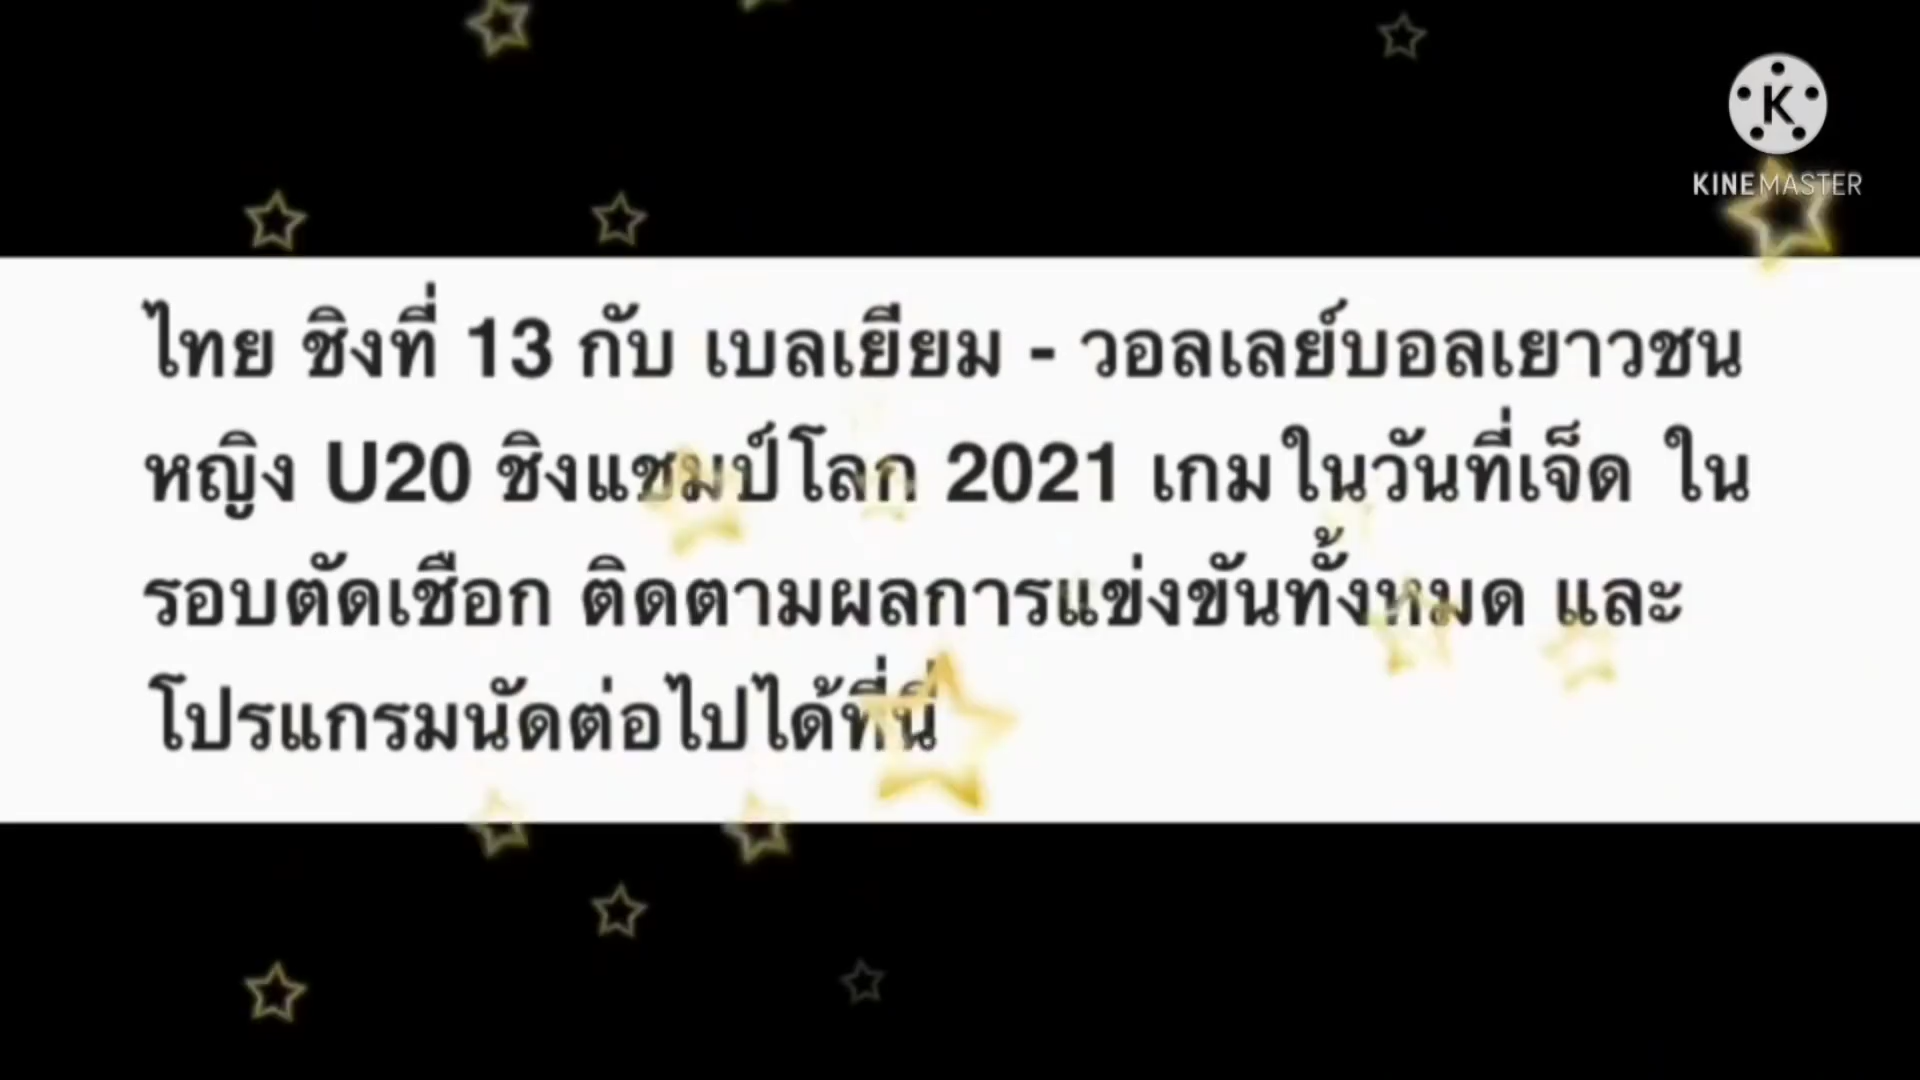 K
KINEMASTER
ไทย ชิงที่ 13 กับ เบลเยียม - วอลเลย์บอลเยาวชน
หญิง U20 ชิงแชมป์โลก 2021 เกมในวันที่เจ็ด ใน
รอบตัดเชือก ติดตามผลการแข่งขันทั้งหมด และ
โปรแกรมนัดต่อไปได้ที่นี่